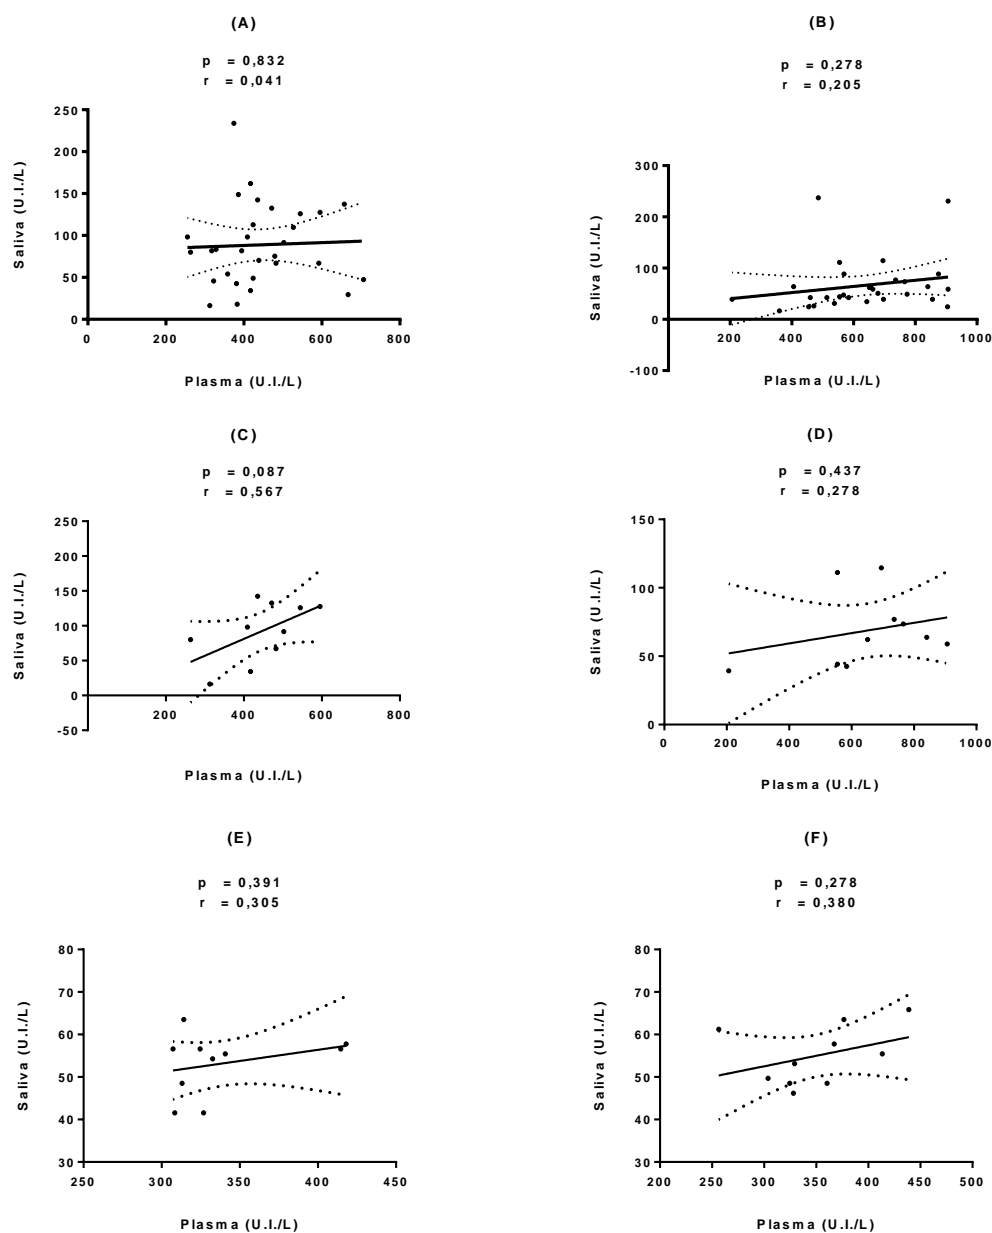 (A)
p = 0,832
r = 0,041
250
200
150
100
50
0
0 200 400 600 800
Saliva (U.I./L)
Plasma (U.I./L)
(B)
p = 0,278
r = 0,205
300
200
100
0
-100
200 400 600 800 1000
Saliva (U.I./L)
Plasma (U.I./L)
(C)
p = 0,087
r = 0,567
250
200
150
100
50
0
-50
200 400 600 800
Saliva (U.I./L)
Plasma (U.I./L)
(D)
p = 0,437
r = 0,278
150
100
50
0
0 200 400 600 800 1000
Saliva (U.I./L)
Plasma (U.I./L)
(E)
p = 0,391
r = 0,305
80
70
60
50
40
30
250 300 350 400 450
Saliva (U.I./L)
Plasma (U.I./L)
(F)
p = 0,278
r = 0,380
80
70
60
50
40
30
200 250 300 350 400 450 500
Saliva (U.I./L)
Plasma (U.I./L)